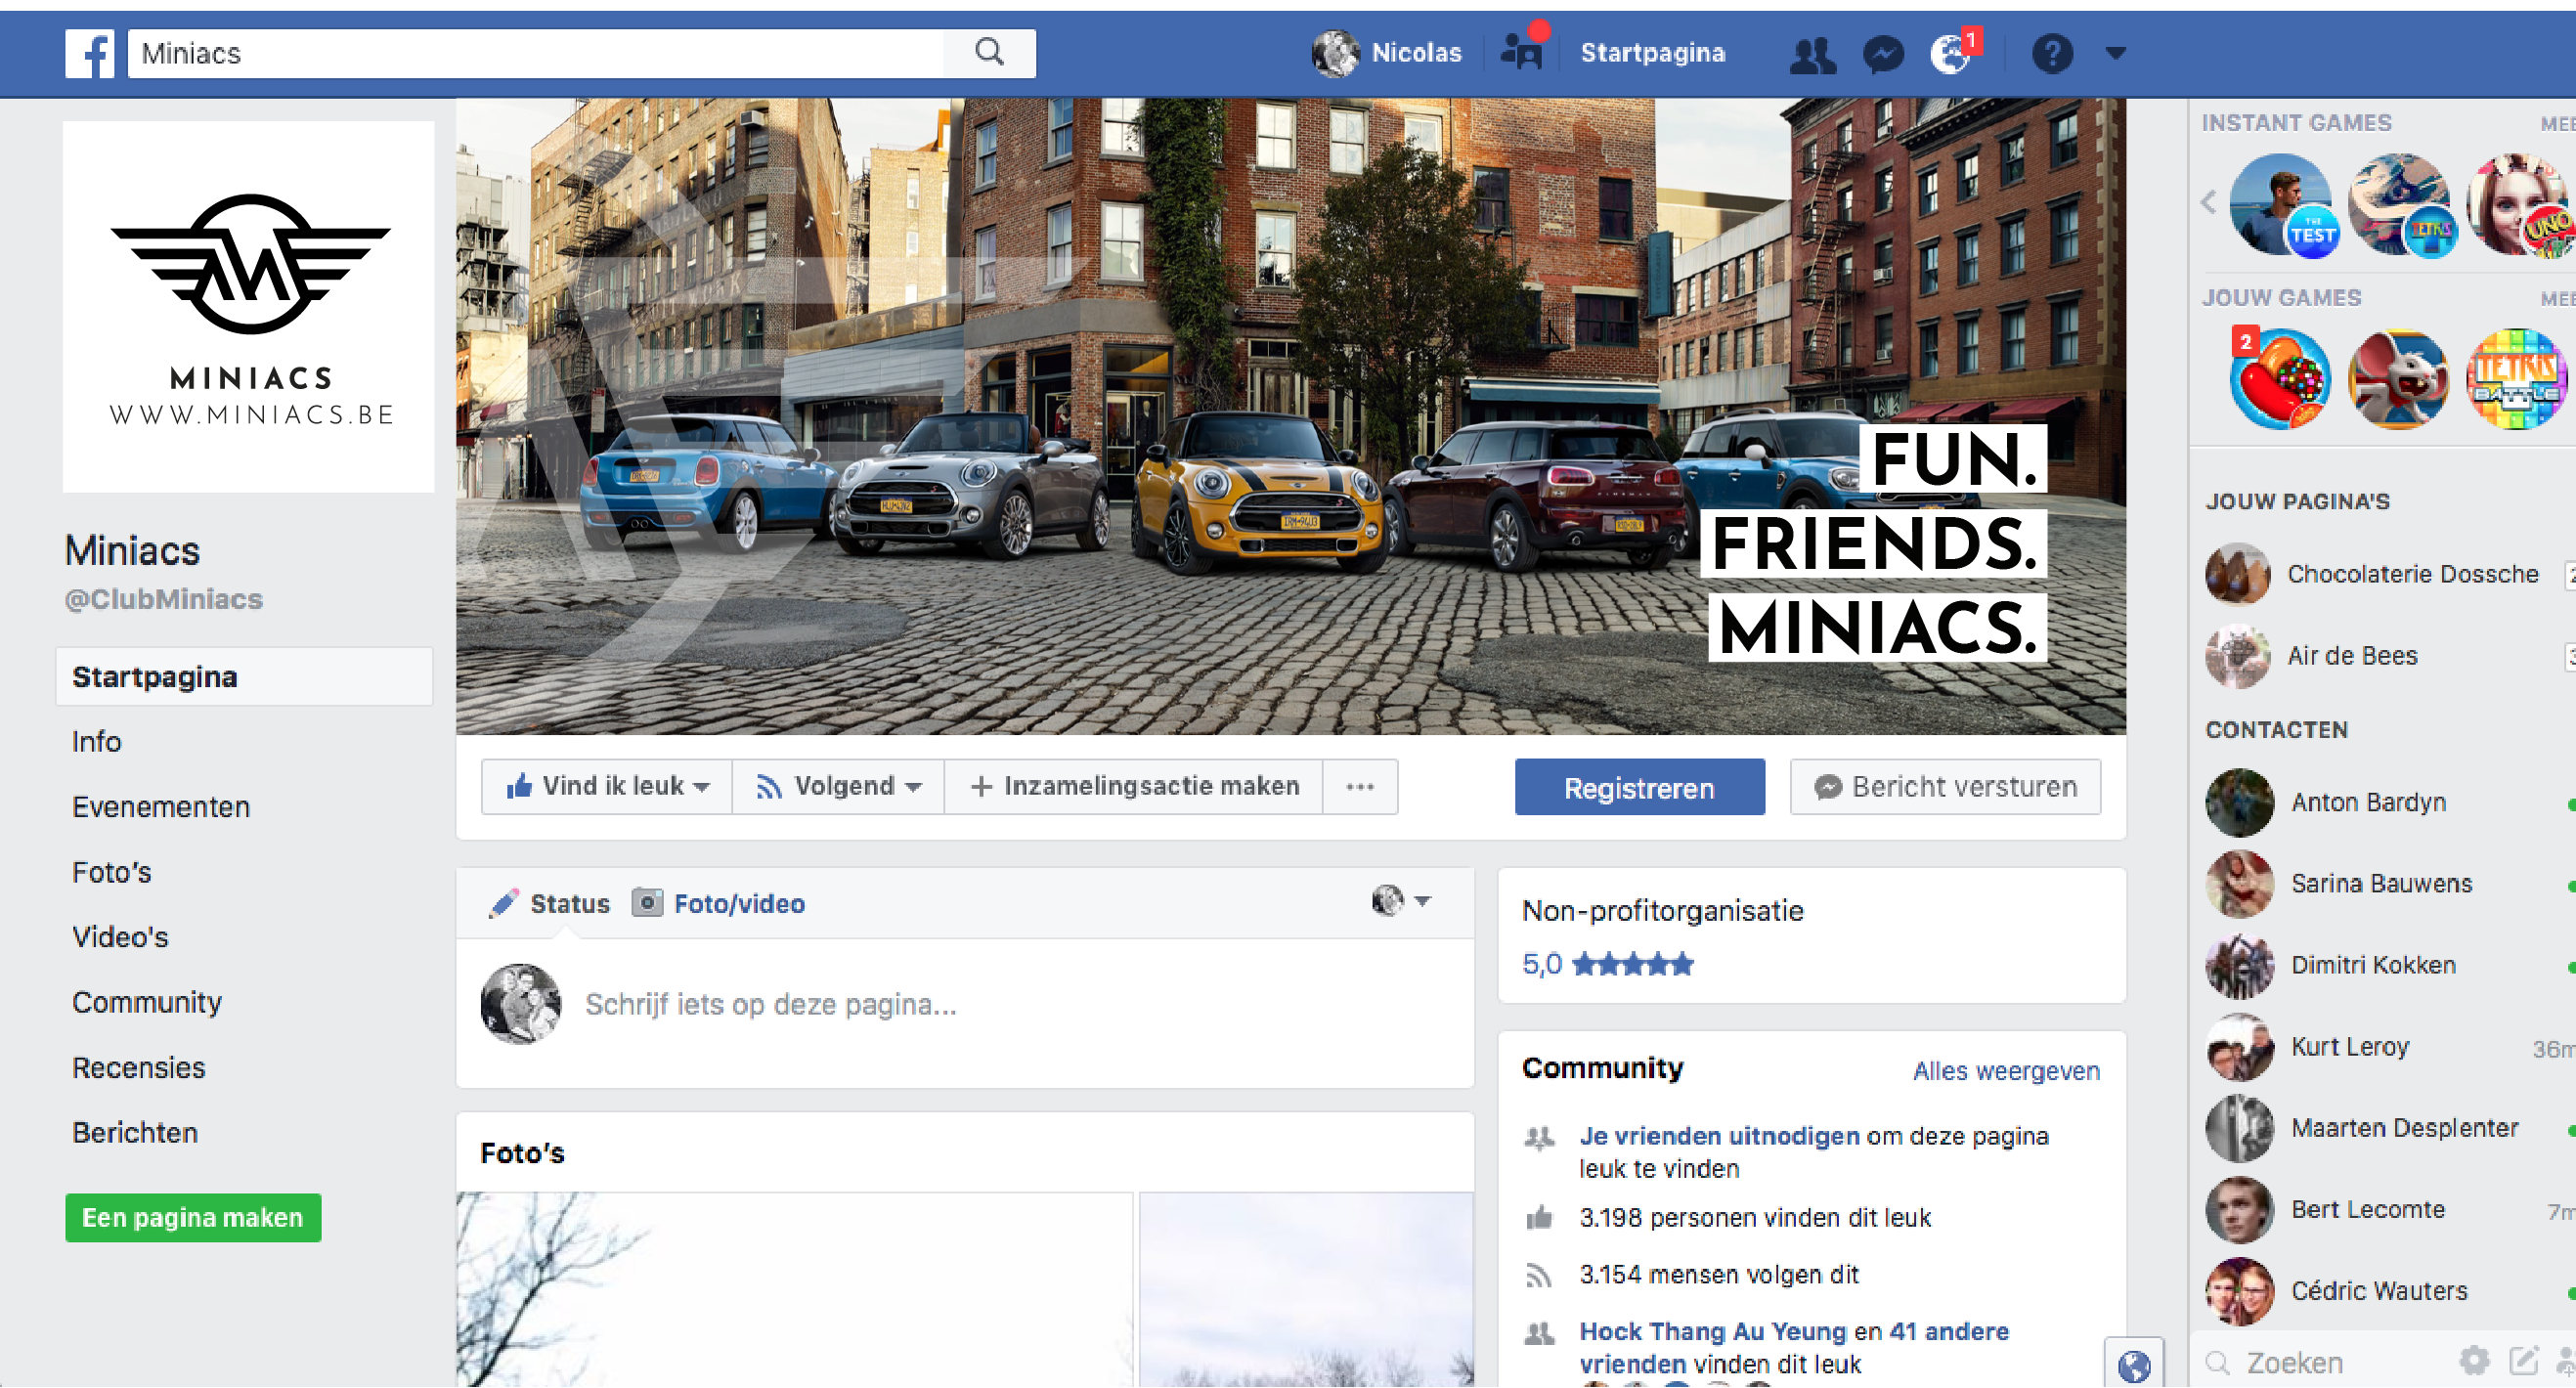 Miniacs
Nicolas
Startpagina
1
MINIACS
WWW.MINIACS.BE
Miniacs
@ClubMiniacs
Startpagina
Info
Evenementen
Foto's
Video's
Community
Recensies
Berichten
Een pagina maken
FUN.
FRIENDS.
MINIACS.
Vind ik leuk
Volgend
+ Inzamelingsactie maken
Registreren
Bericht versturen
Status
Foto/video
Schrijf iets op deze pagina...
Foto's
Non-profitorganisatie
5,0
Community
Alles weergeven
Je vrienden uitnodigen om deze pagina
leuk te vinden
3.198 personen vinden dit leuk
3.154 mensen volgen dit
Hock Thang Au Yeung en 41 andere
vrienden vinden dit leuk
INSTANT GAMES
THE
TEST
TETRIS
UNO
JOUW GAMES
2
TETRIS
BATTLE
JOUW PAGINA'S
Chocolaterie Dossche
Air de Bees
CONTACTEN
Anton Bardyn
Sarina Bauwens
Dimitri Kokken
Kurt Leroy
36m
Maarten Desplenter
Bert Lecomte
7m
Cédric Wauters
Zoeken